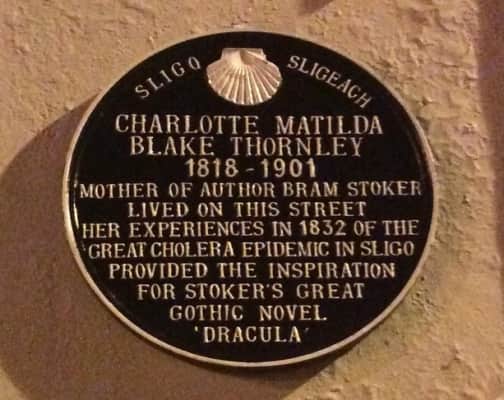 SLIGO SLIGEACH
CHARLOTTE MATILDA
BLAKE THORNLEY
1818 - 1901
MOTHER OF AUTHOR BRAM STOKER
LIVED ON THIS STREET
HER EXPERIENCES IN 1832 OF THE
GREAT CHOLERA EPIDEMIC IN SLIGO
PROVIDED THE INSPIRATION
FOR STOKER'S GREAT
GOTHIC NOVEL
'DRACULA'